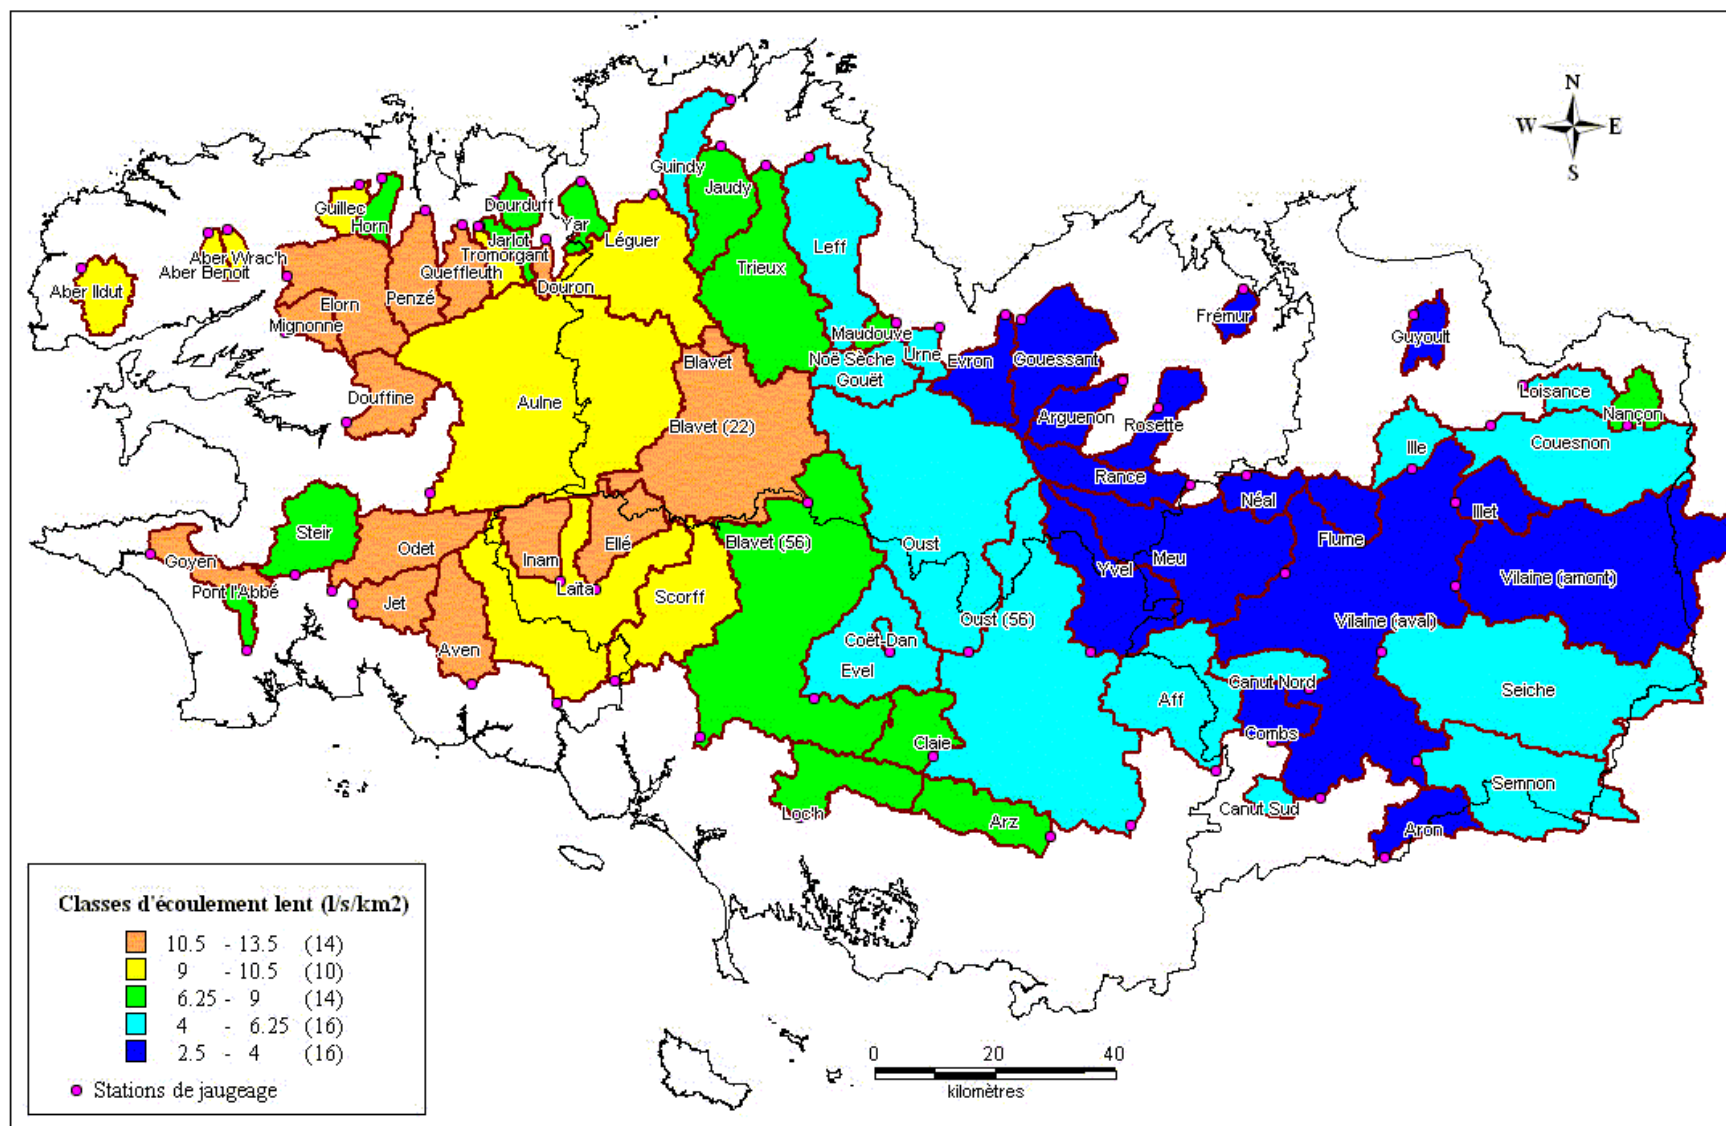 N
W E
S
Guindy
Jaudy
Dourduff
Guillec
Horn
Yar
Jarlot
Léguer
Leff
Tromorgant
Aber Wrac'h
Aber Benoit
Queffleuth
Trieux
Aber Ildut
Douron
Penzé
Elorn
Mignonne
Frémur
Maudouve
Guyoult
Noë Sèche
Urne
Evron
Gouessant
Blavet
Gouët
Douffine
Aulne
Loisance
Nançon
Arguenon
Rosette
Blavet (22)
Couesnon
Ille
Rance
Néal
Illet
Steir
Odet
Ellé
Blavet (56)
Oust
Flume
Goyen
Inam
Meu
Yvel
Vilaine (amont)
Pont l'Abbé
Laïta
Scorff
Jet
Oust (56)
Vilaine (aval)
Coët-Dan
Aven
Evel
Canut Nord
Aff
Seiche
Combs
Claie
Semnon
Loc'h
Arz
Canut Sud
Aron
Classes d'écoulement lent (l/s/km2)
10.5 - 13.5 (14)
9 - 10.5 (10)
6.25 - 9 (14)
4 - 6.25 (16)
2.5 - 4 (16)
Stations de jaugeage
0 20 40
kilomètres